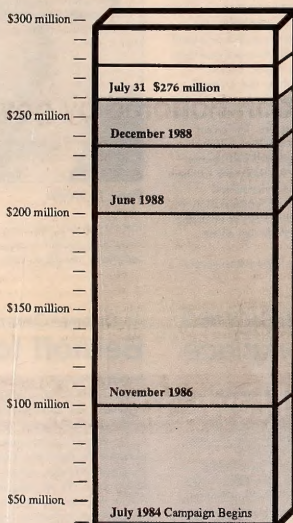 $300 million
July 31 $276 million
$250 million
December 1988
June 1988
$200 million
$150 million
November 1986
$100 million
$50 million
July 1984 Campaign Begins